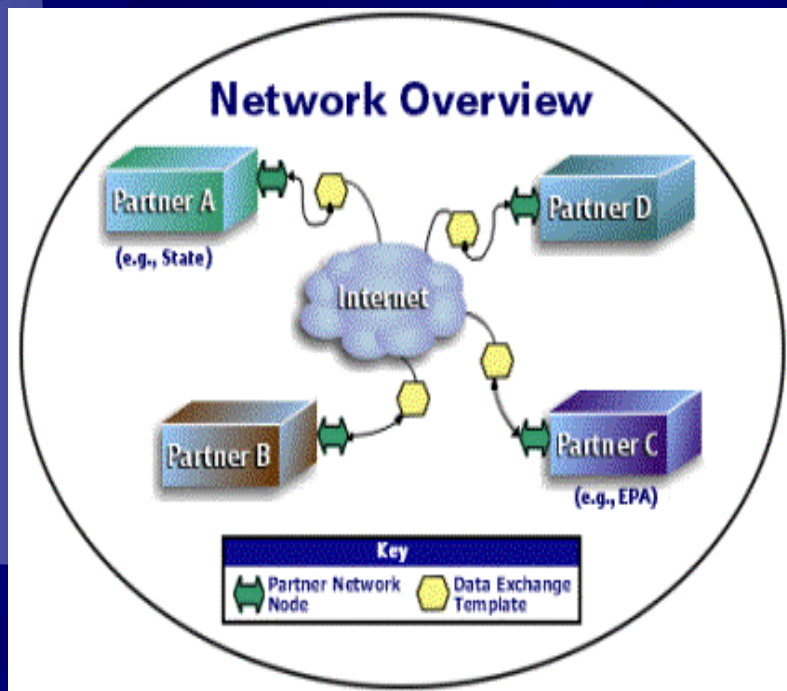 Network Overview
Partner A
(e.g., State)
Partner D
Internet
Partner B
Partner C
(e.g., EPA)
Key
Partner Network
Node
Data Exchange
Template